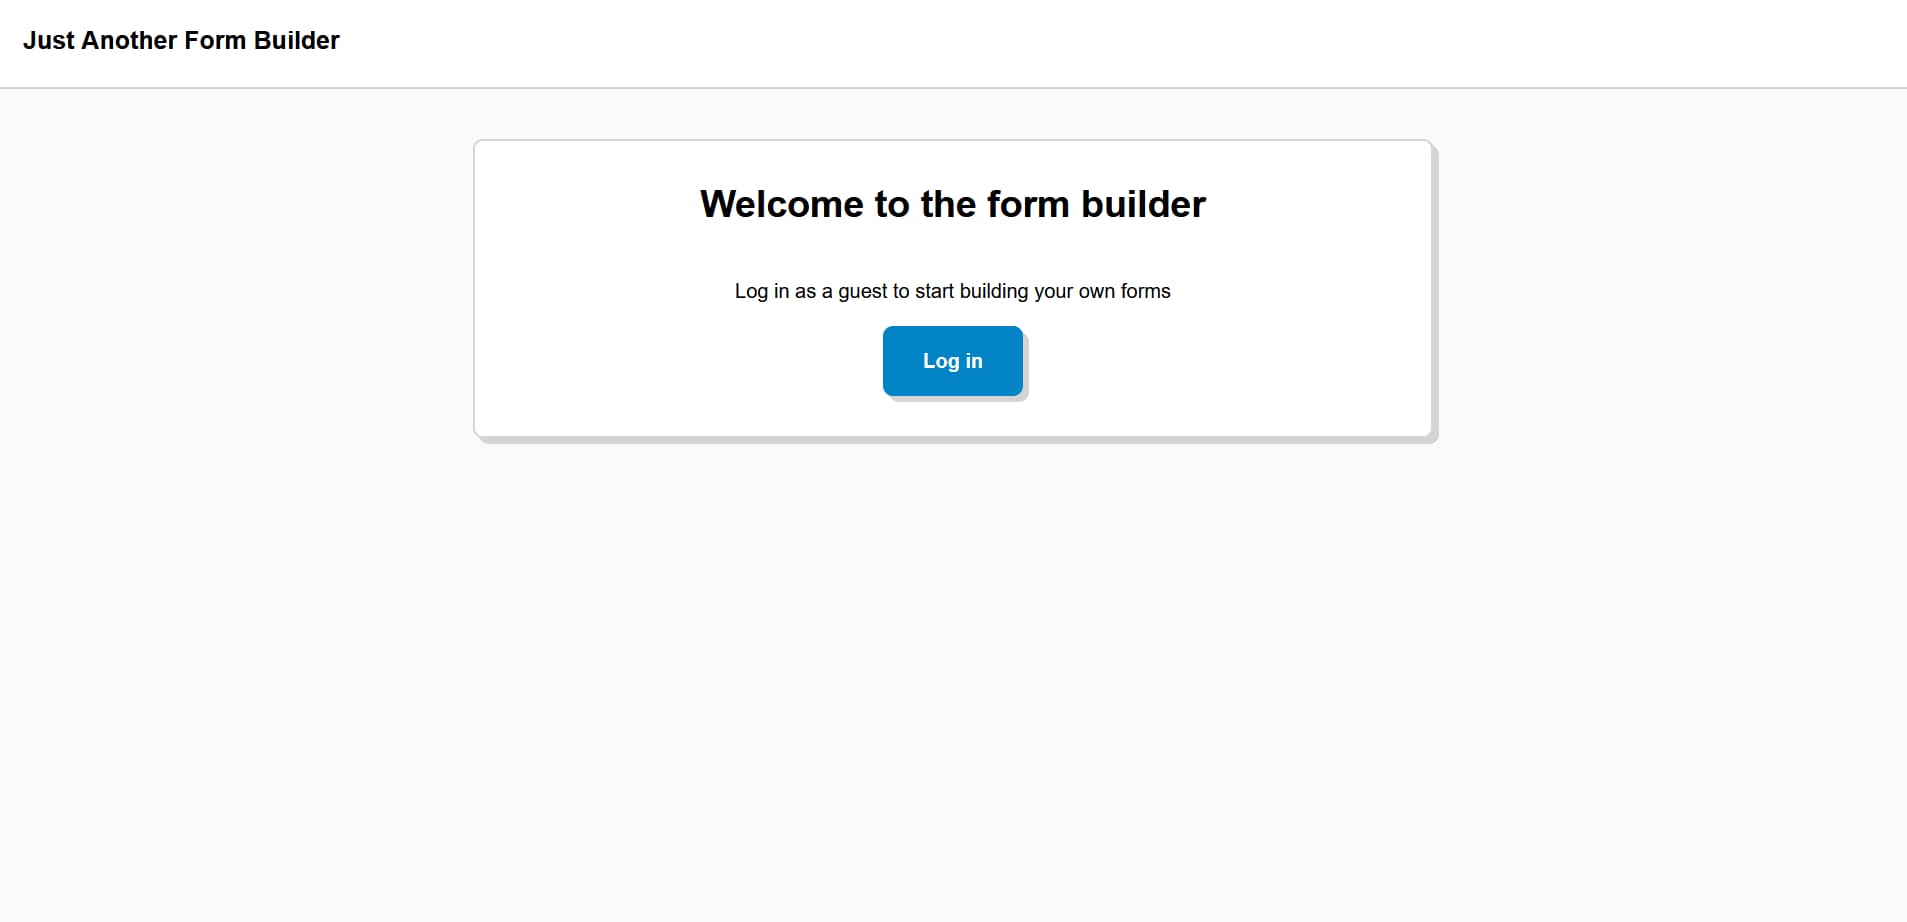 Just Another Form Builder
Welcome to the form builder
Log in as a guest to start building your own forms
Log in